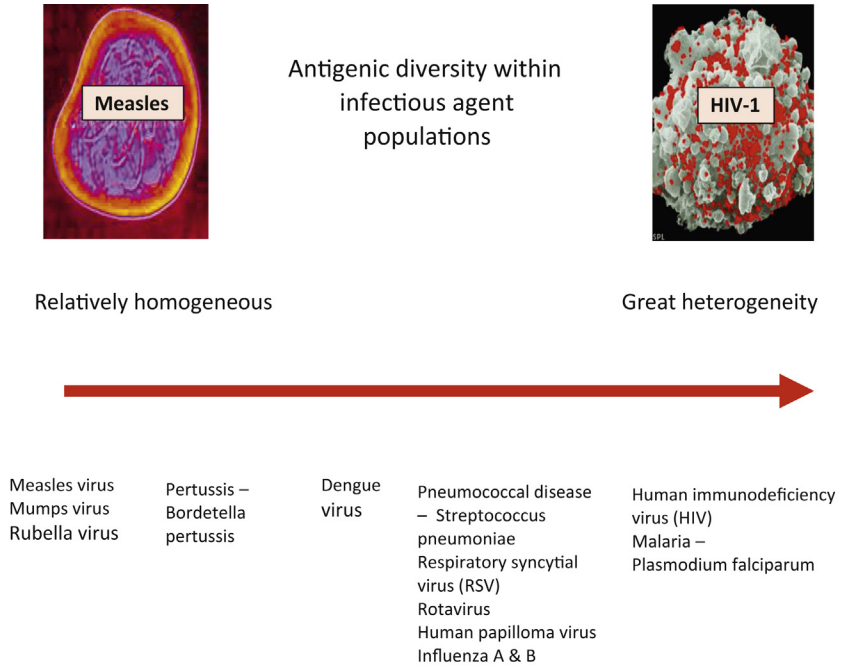 Measles
Antigenic diversity within
infectious agent
populations
HIV-1
SPL
Relatively homogeneous
Great heterogeneity
Measles virus
Mumps virus
Rubella virus
Pertussis –
Bordetella
pertussis
Dengue
virus
Pneumococcal disease
– Streptococcus
pneumoniae
Respiratory syncytial
virus (RSV)
Rotavirus
Human papilloma virus
Influenza A & B
Human immunodeficiency
virus (HIV)
Malaria –
Plasmodium falciparum